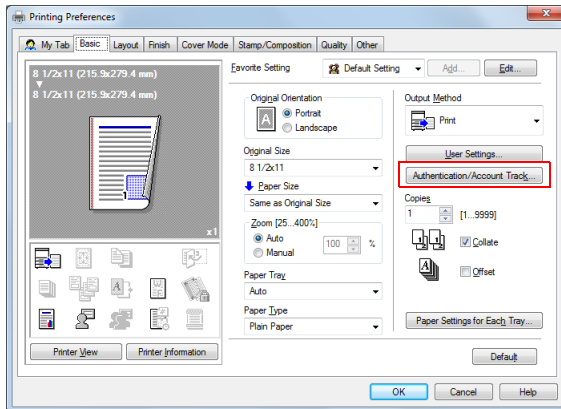 Printing Preferences
My Tab Basic Layout Finish Cover Mode Stamp/Composition Quality Other
8 1/2x11 (215.9x279.4 mm)
8 1/2x11 (215.9x279.4 mm)
1
x1
Printer View Printer Information
Favorite Setting Default Setting Add... Edit...
Original Orientation
A Portrait
Landscape
Original Size
8 1/2x11
Paper Size
Same as Original Size
Zoom [25...400%]
Auto
Manual
100 %
Paper Tray
Auto
Paper Type
Plain Paper
Output Method
Print
User Settings...
Authentication/Account Track...
Copies
1 [1...9999]
Collate
Offset
Paper Settings for Each Tray...
Default
OK Cancel Help